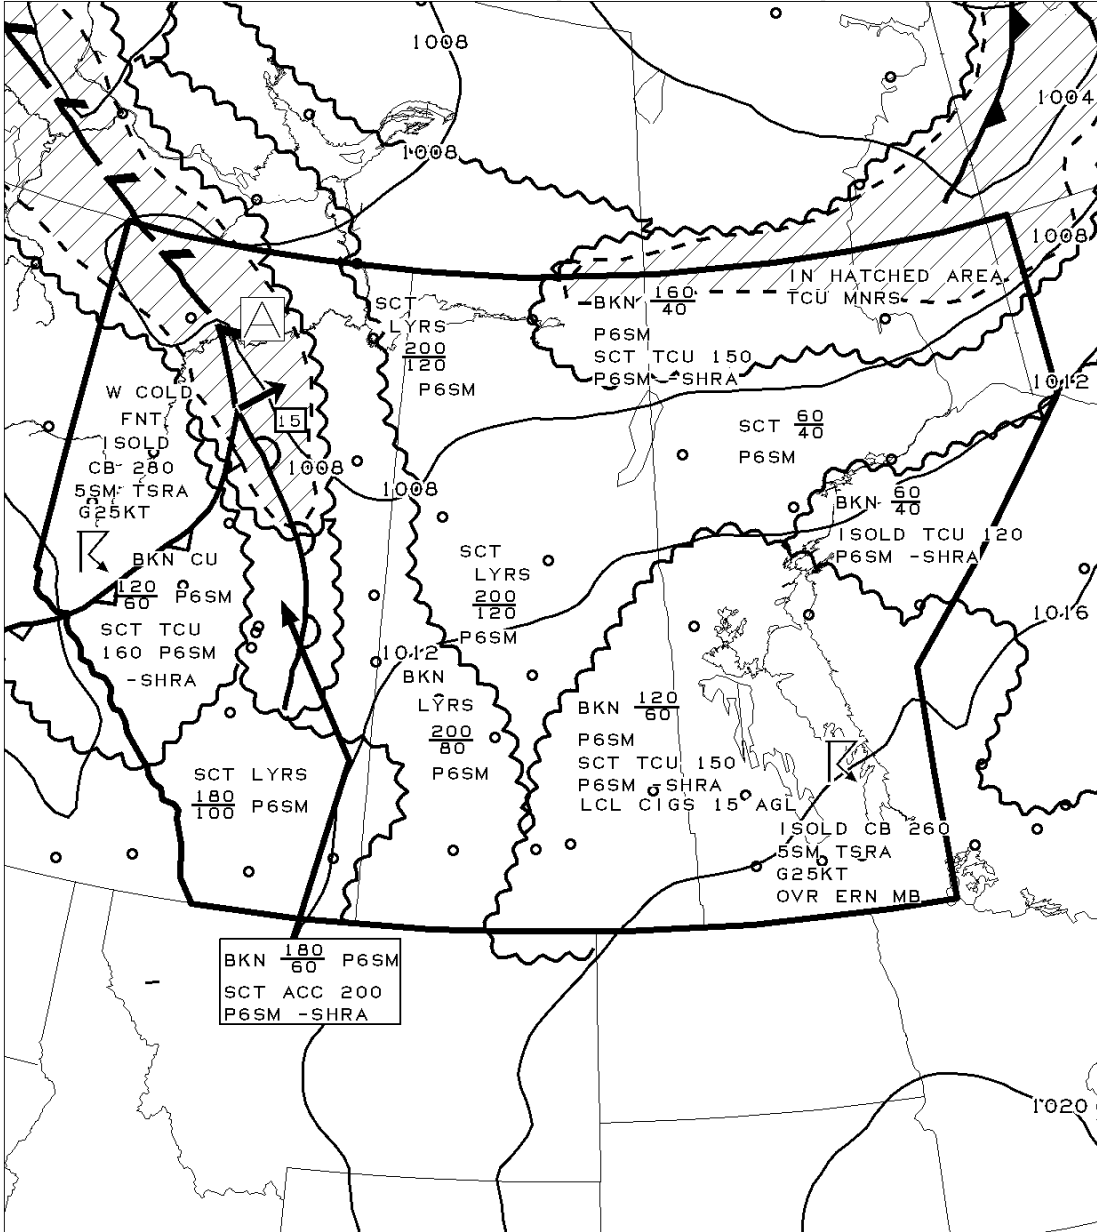 1008
1004
1008
1008
IN HATCHED AREA
TCU MNRS
BKN 160
40
P6SM
SCT TCU 150
P6SM -SHRA
SCT
LYRS
200
120
P6SM
A
W COLD
FNT
ISOLD
CB 280
5SM TSRA
G25KT
15
1008
1008
1012
SCT 60
40
P6SM
BKN 60
40
ISOLD TCU 120
P6SM -SHRA
BKN CU
120
60 P6SM
SCT TCU
160 P6SM
-SHRA
SCT
LYRS
200
120
P6SM
1016
1012
BKN
LYRS
200
80
P6SM
BKN 120
60
P6SM
SCT TCU 150
P6SM -SHRA
LCL CIGS 15 AGL
SCT LYRS
180
100 P6SM
ISOLD CB 260
5SM TSRA
G25KT
OVR ERN MB
BKN 180
60 P6SM
SCT ACC 200
P6SM -SHRA
1020